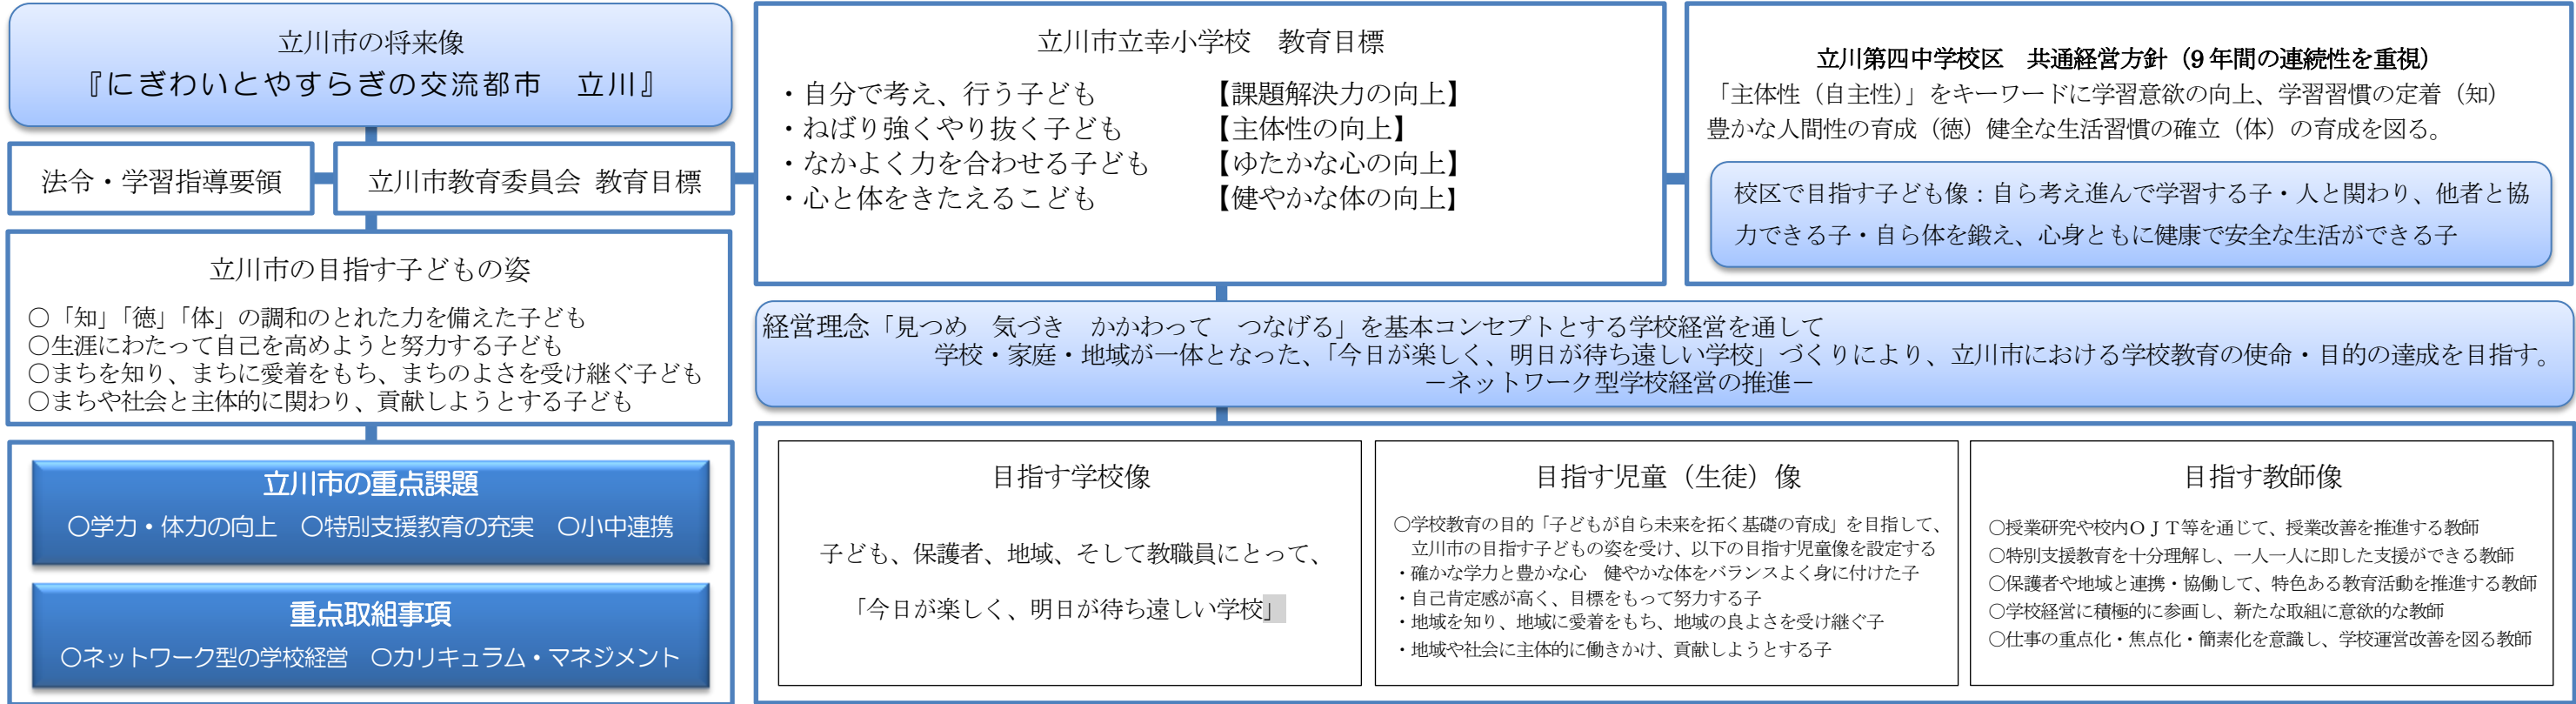 立川市の将来像
『にぎわいとやすらぎの交流都市　立川』
法令・学習指導要領
立川市教育委員会 教育目標
立川市の目指す子どもの姿
○「知」「徳」「体」の調和のとれた力を備えた子ども
○生涯にわたって自己を高めようと努力する子ども
○まちを知り、まちに愛着をもち、まちのよさを受け継ぐ子ども
○まちや社会と主体的に関わり、貢献しようとする子ども
立川市の重点課題
○学力・体力の向上　○特別支援教育の充実　○小中連携
重点取組事項
○ネットワーク型の学校経営　○カリキュラム・マネジメント
立川市立幸小学校　教育目標
・自分で考え、行う子ども　【課題解決力の向上】
・ねばり強くやり抜く子ども　【主体性の向上】
・なかよく力を合わせる子ども　【ゆたかな心の向上】
・心と体をきたえるこども　【健やかな体の向上】
立川第四中学校区　共通経営方針（9年間の連続性を重視）
「主体性（自主性）」をキーワードに学習意欲の向上、学習習慣の定着（知）
豊かな人間性の育成（徳）健全な生活習慣の確立（体）の育成を図る。
校区で目指す子ども像：自ら考え進んで学習する子・人と関わり、他者と協
力できる子・自ら体を鍛え、心身ともに健康で安全な生活ができる子
経営理念「見つめ　気づき　かかわって　つなげる」を基本コンセプトとする学校経営を通して
学校・家庭・地域が一体となった、「今日が楽しく、明日が待ち遠しい学校」づくりにより、立川市における学校教育の使命・目的の達成を目指す。
－ネットワーク型学校経営の推進－
目指す学校像
子ども、保護者、地域、そして教職員にとって、
「今日が楽しく、明日が待ち遠しい学校」
目指す児童（生徒）像
○学校教育の目的「子どもが自ら未来を拓く基礎の育成」を目指して、
立川市の目指す子どもの姿を受け、以下の目指す児童像を設定する
・確かな学力と豊かな心　健やかな体をバランスよく身に付けた子
・自己肯定感が高く、目標をもって努力する子
・地域を知り、地域に愛着をもち、地域の良よさを受け継ぐ子
・地域や社会に主体的に働きかけ、貢献しようとする子
目指す教師像
○授業研究や校内ＯＪＴ等を通じて、授業改善を推進する教師
○特別支援教育を十分理解し、一人一人に即した支援ができる教師
○保護者や地域と連携・協働して、特色ある教育活動を推進する教師
○学校経営に積極的に参画し、新たな取組に意欲的な教師
○仕事の重点化・焦点化・簡素化を意識し、学校運営改善を図る教師